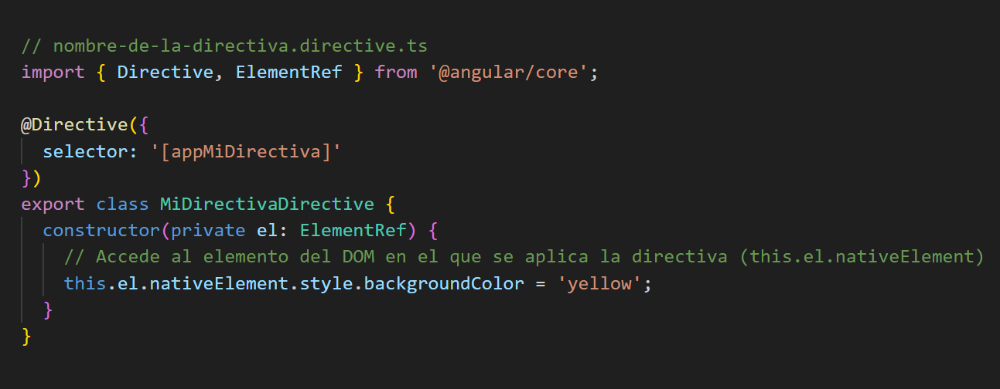 // nombre-de-la-directiva.directive.ts
import { Directive, ElementRef } from '@angular/core';
@Directive({
selector: '[appMiDirectiva]'
})
export class MiDirectivaDirective {
constructor(private el: ElementRef) {
// Accede al elemento del DOM en el que se aplica la directiva (this.el.nativeElement)
this.el.nativeElement.style.backgroundColor = 'yellow';
}
}